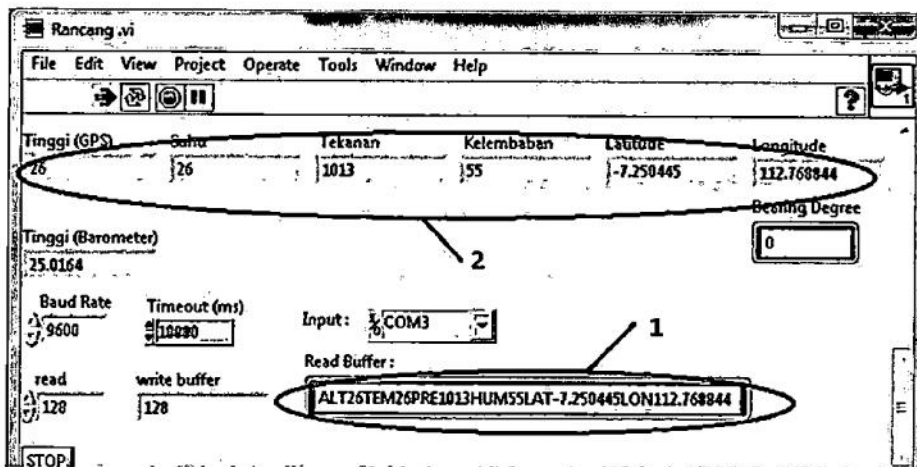 Rancang .vi
File Edit View Project Operate Tools Window Help
?
1
Tinggi (GPS) Suhu Tekanan Kelembaban Latitude Longitude
26 26 1013 55 -7.250445 112.768844
Bearing Degree
0
2
Tinggi (Barometer)
25.0164
Baud Rate Timeout (ms)
9600
Input : COM3
1
Read Buffer :
read write buffer
128 128
ALT26TEM26PRE1013HUM55LAT-7.250445LON112.768844
STOP